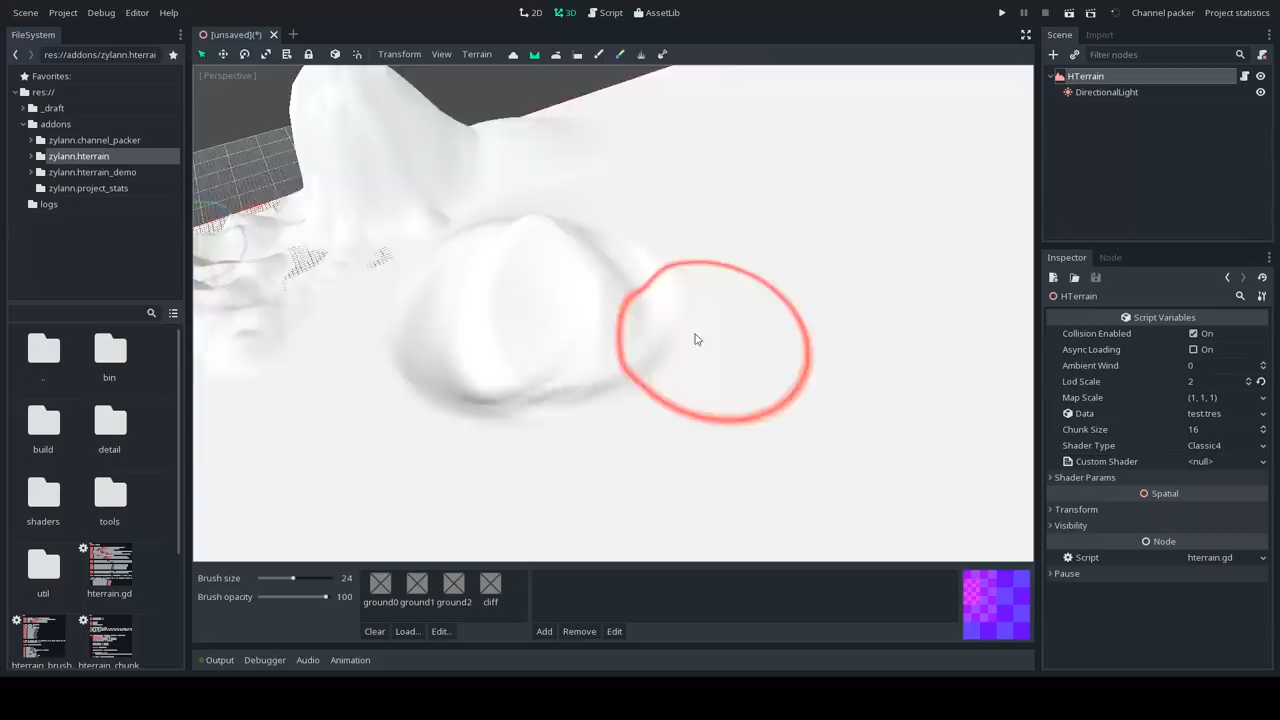 Scene Project Debug Editor Help
2D 3D Script AssetLib
Channel packer Project statistics
FileSystem
[unsaved](*)
Scene Import
res://addons/zylann.hterrai
Transform View Terrain
Filter nodes
Favorites:
res://
_draft
addons
zylann.channel_packer
zylann.hterrain
zylann.hterrain_demo
zylann.project_stats
logs
[ Perspective ]
HTerrain
DirectionalLight
..
bin
build
detail
shaders
tools
util
hterrain.gd
hterrain_brush.
hterrain_chunk
Inspector Node
HTerrain
Script Variables
Collision Enabled On
Async Loading On
Ambient Wind 0
Lod Scale 2
Map Scale (1, 1, 1)
Data test.tres
Chunk Size 16
Shader Type Classic4
Custom Shader <null>
Shader Params
Spatial
Transform
Visibility
Node
Script hterrain.gd
Pause
Brush size 24
Brush opacity 100
ground0 ground1 ground2 cliff
Clear Load... Edit...
Add Remove Edit
Output Debugger Audio Animation